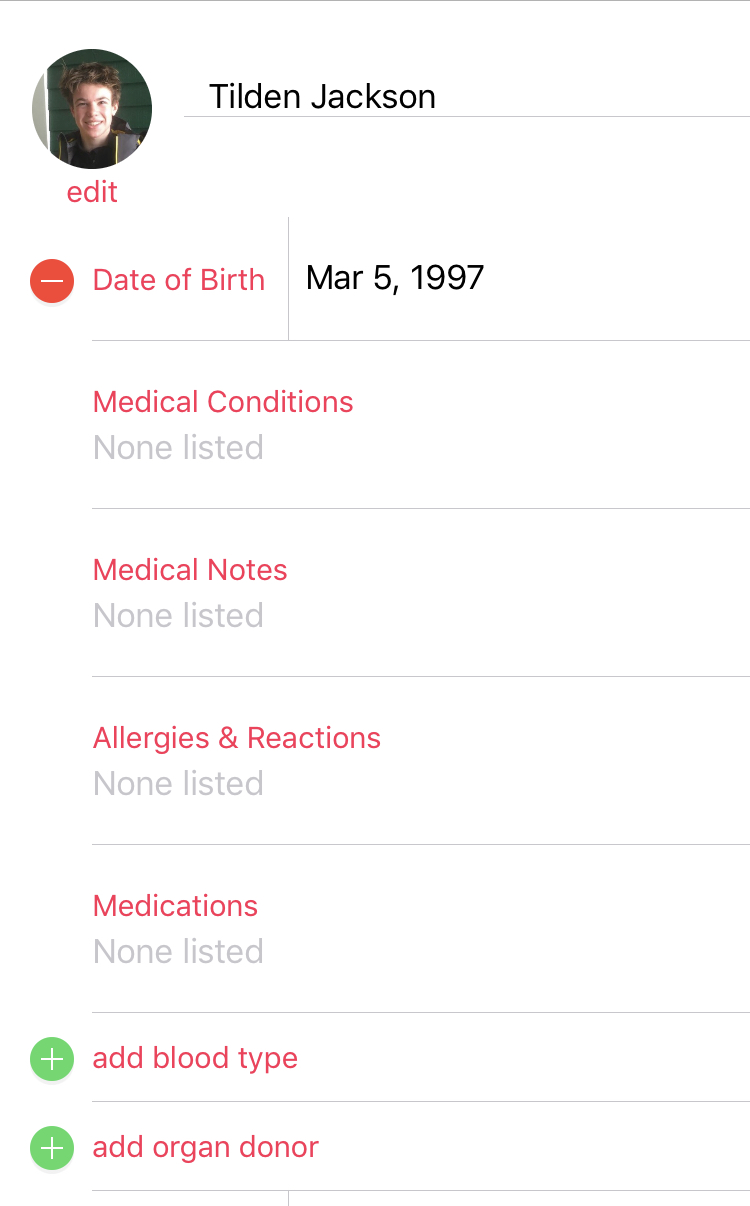 Tilden Jackson
edit
Date of Birth
Mar 5, 1997
Medical Conditions
None listed
Medical Notes
None listed
Allergies & Reactions
None listed
Medications
None listed
add blood type
add organ donor